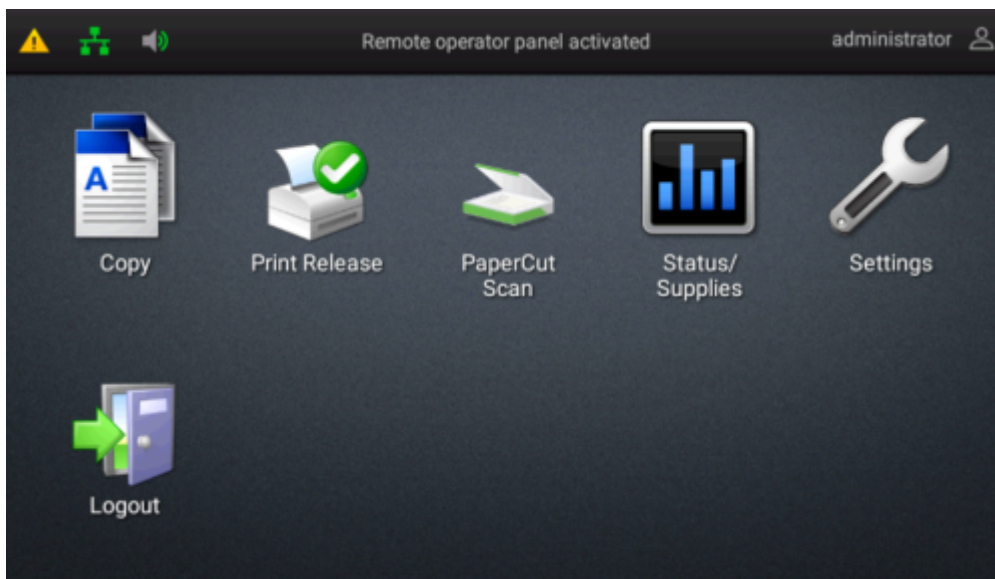 Remote operator panel activated
administrator
A
Copy
Print Release
PaperCut
Scan
Status/
Supplies
Settings
Logout